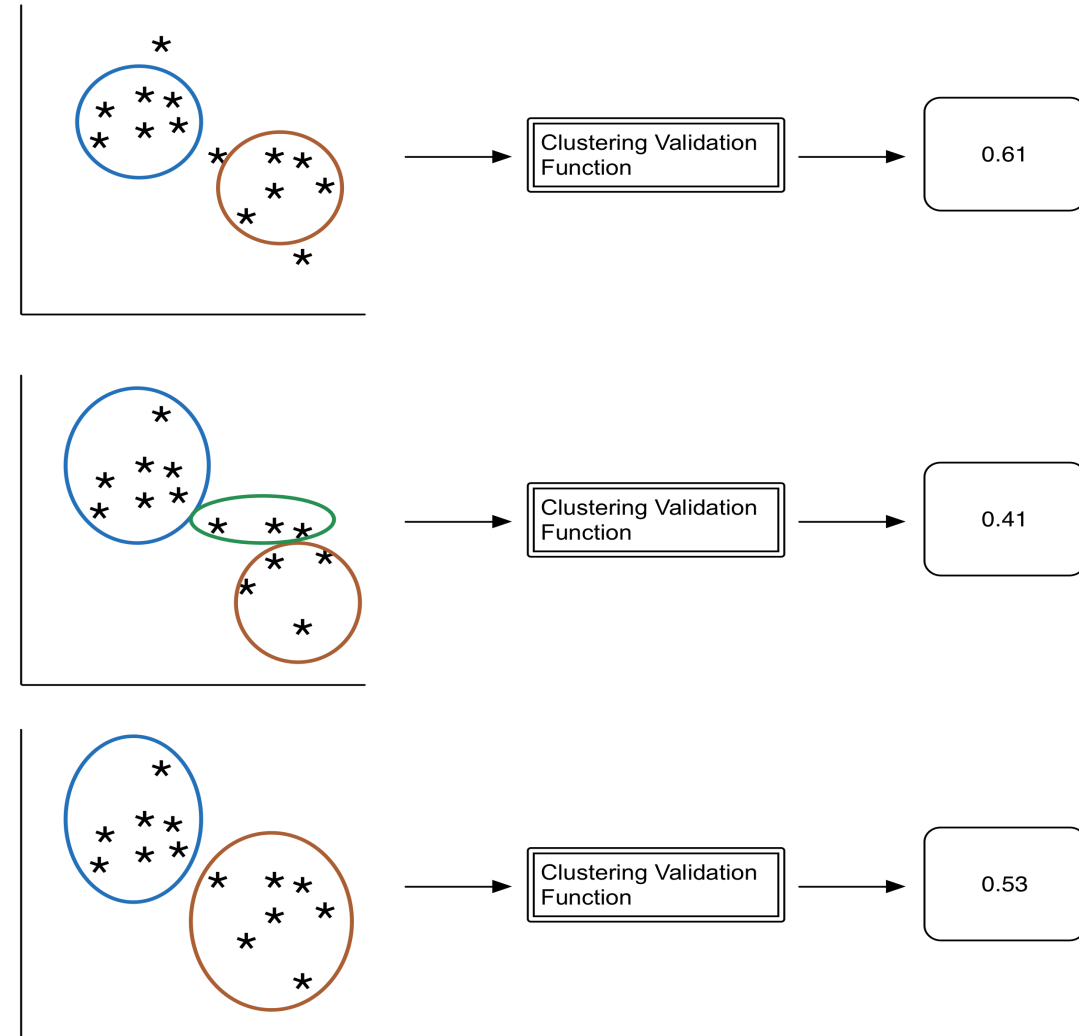 Clustering Validation
Function
0.61
Clustering Validation
Function
0.41
Clustering Validation
Function
0.53